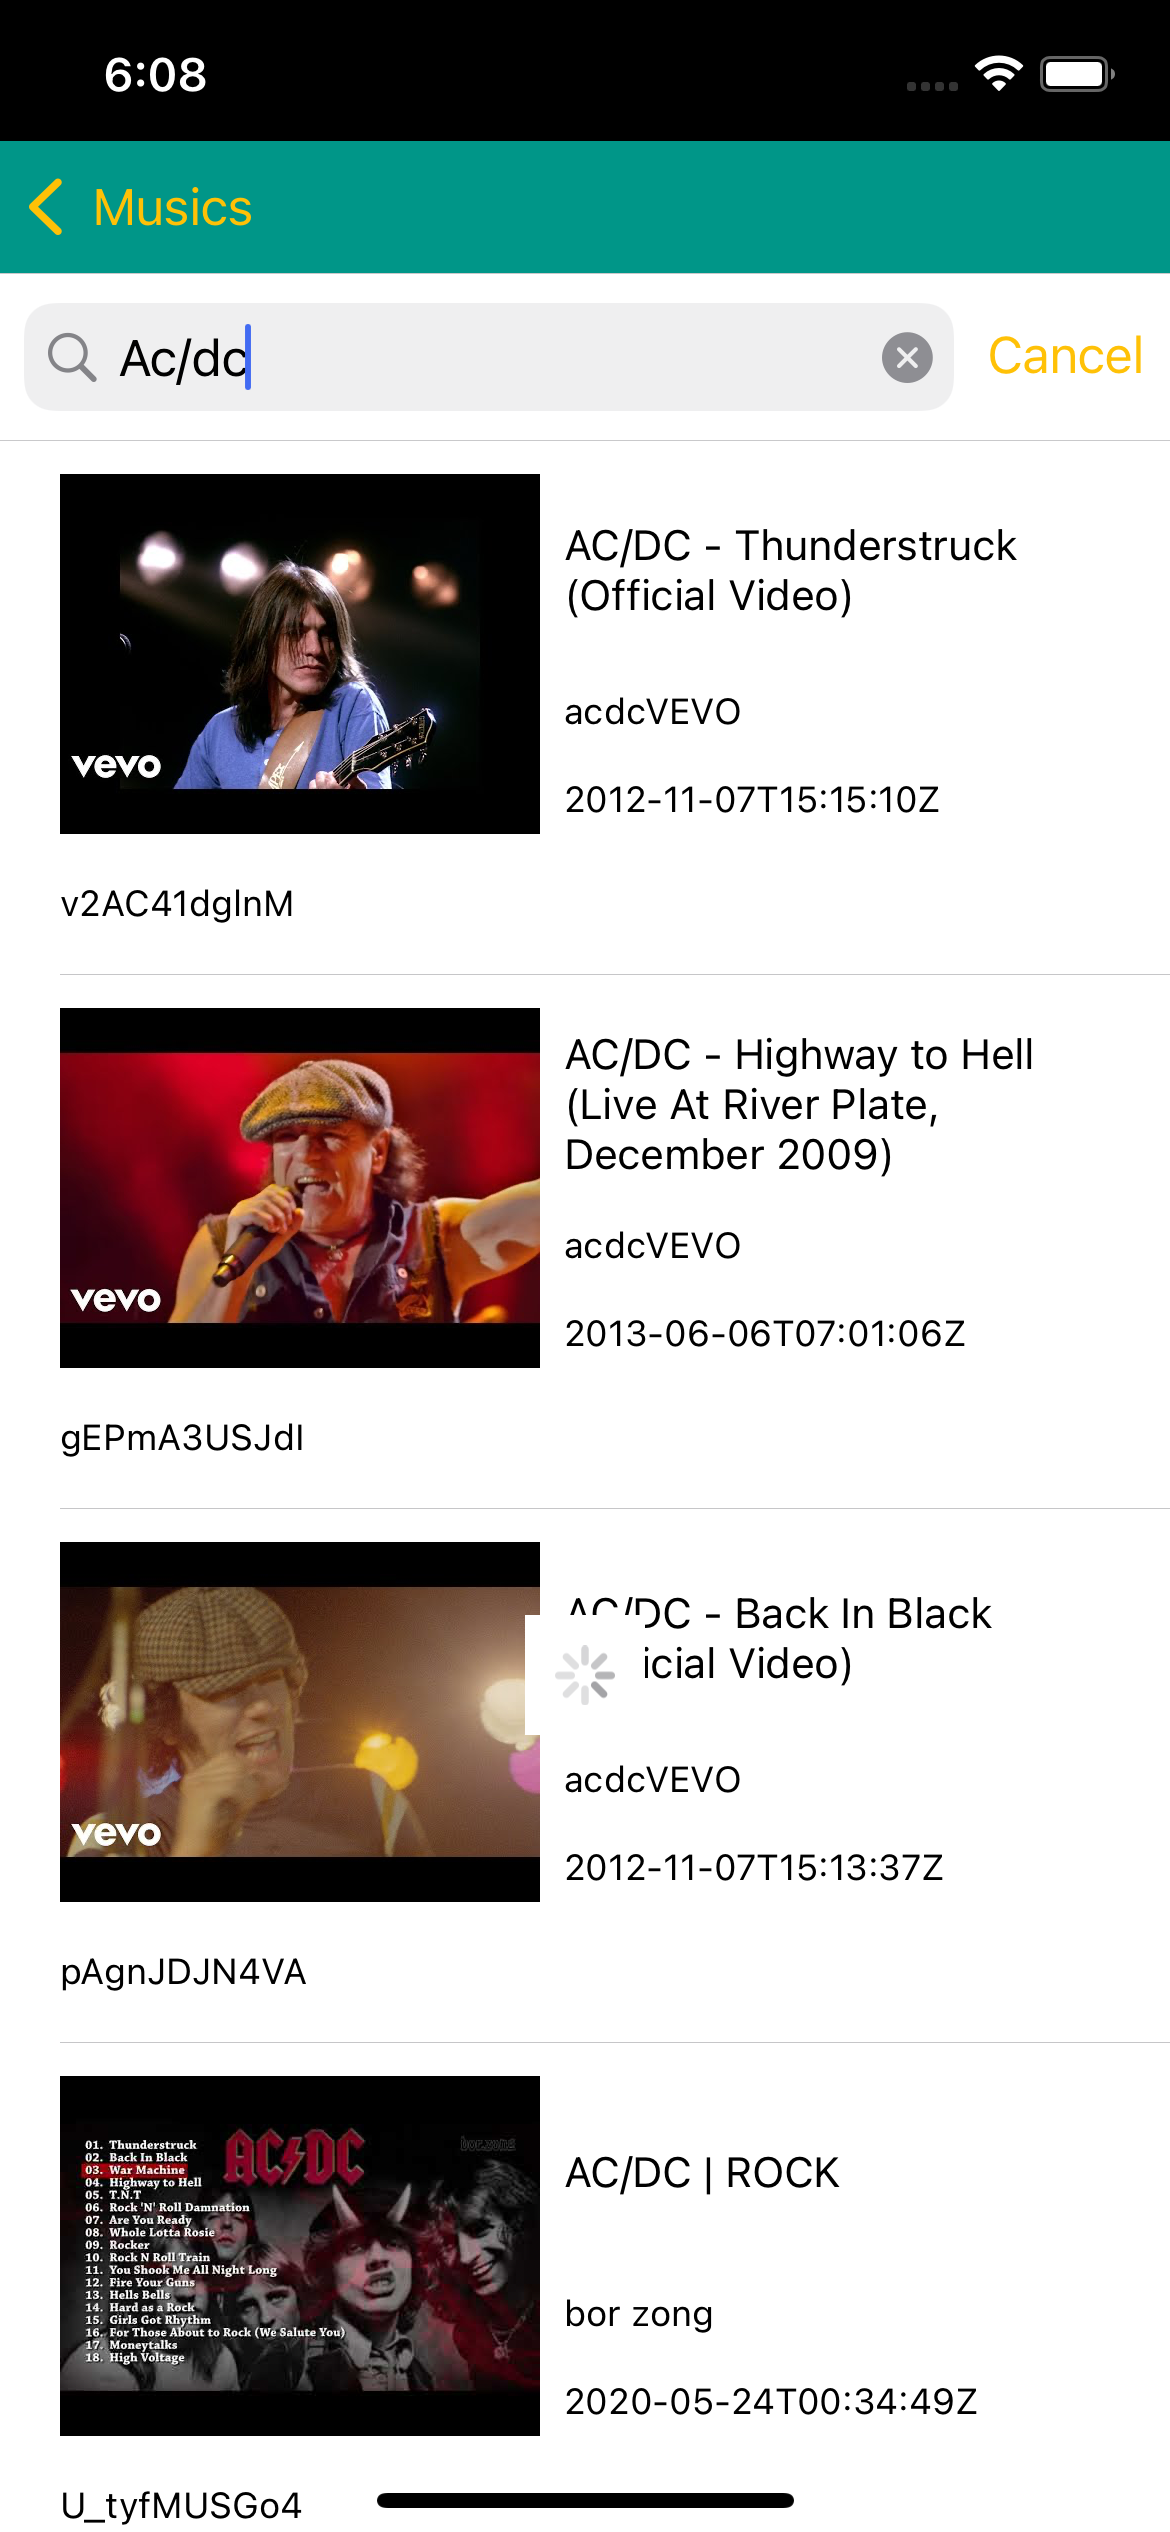 6:08
Musics
Ac/dc
Cancel
AC/DC - Thunderstruck
(Official Video)
acdcVEVO
2012-11-07T15:15:10Z
vevo
v2AC41dglnM
AC/DC - Highway to Hell
(Live At River Plate,
December 2009)
acdcVEVO
2013-06-06T07:01:06Z
vevo
gEPmA3USJdI
AC/DC - Back In Black
icial Video)
acdcVEVO
2012-11-07T15:13:37Z
vevo
pAgnJDJN4VA
AC/DC
bor.zong
01. Thunderstruck
02. Back In Black
03. War Machine
04. Highway to Hell
05. T.N.T
06. Rock 'N' Roll Damnation
07. Are You Ready
08. Whole Lotta Rosie
09. Rocker
10. Rock N Roll Train
11. You Shook Me All Night Long
12. Fire Your Guns
13. Hells Bells
14. Hard as a Rock
15. Girls Got Rhythm
16. For Those About to Rock (We Salute You)
17. Moneytalks
18. High Voltage
AC/DC | ROCK
bor zong
2020-05-24T00:34:49Z
U_tyfMUSGo4